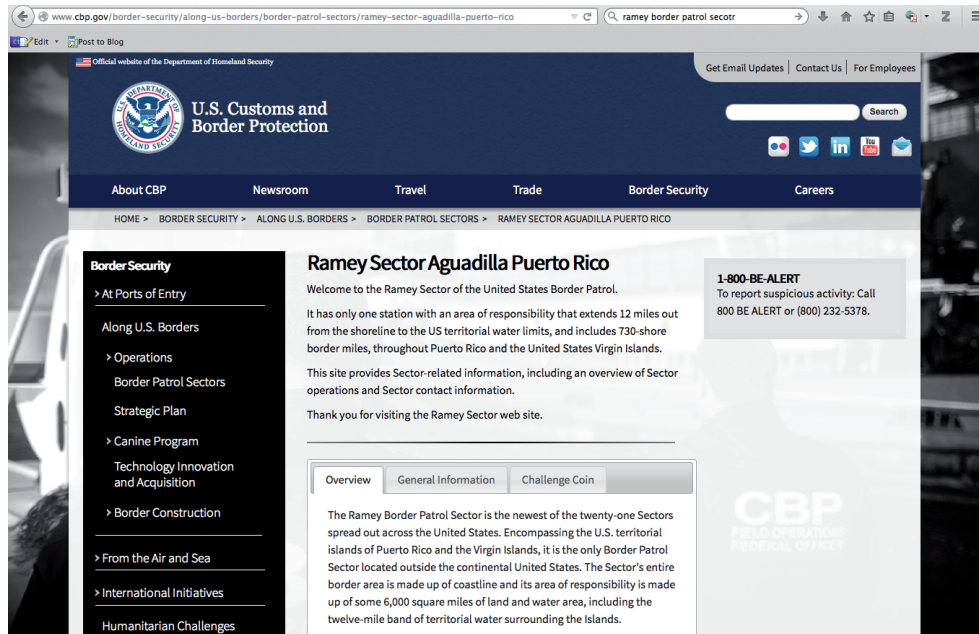 www.cbp.gov/border-security/along-us-borders/border-patrol-sectors/ramey-sector-aguadilla-puerto-rico
ramey border patrol secotr
Edit
Post to Blog
Official website of the Department of Homeland Security
Get Email Updates | Contact Us | For Employees
U.S. Customs and
Border Protection
Search
About CBP Newsroom Travel Trade Border Security Careers
HOME > BORDER SECURITY > ALONG U.S. BORDERS > BORDER PATROL SECTORS > RAMEY SECTOR AGUADILLA PUERTO RICO
Border Security
> At Ports of Entry
Along U.S. Borders
> Operations
Border Patrol Sectors
Strategic Plan
> Canine Program
Technology Innovation
and Acquisition
> Border Construction
> From the Air and Sea
> International Initiatives
Humanitarian Challenges
Ramey Sector Aguadilla Puerto Rico
Welcome to the Ramey Sector of the United States Border Patrol.
It has only one station with an area of responsibility that extends 12 miles out
from the shoreline to the US territorial water limits, and includes 730-shore
border miles, throughout Puerto Rico and the United States Virgin Islands.
This site provides Sector-related information, including an overview of Sector
operations and Sector contact information.
Thank you for visiting the Ramey Sector web site.
Overview General Information Challenge Coin
The Ramey Border Patrol Sector is the newest of the twenty-one Sectors
spread out across the United States. Encompassing the U.S. territorial
islands of Puerto Rico and the Virgin Islands, it is the only Border Patrol
Sector located outside the continental United States. The Sector's entire
border area is made up of coastline and its area of responsibility is made
up of some 6,000 square miles of land and water area, including the
twelve-mile band of territorial water surrounding the Islands.
1-800-BE-ALERT
To report suspicious activity: Call
800 BE ALERT or (800) 232-5378.
CBP
FIELD OPERATIONS
FEDERAL OFFICER